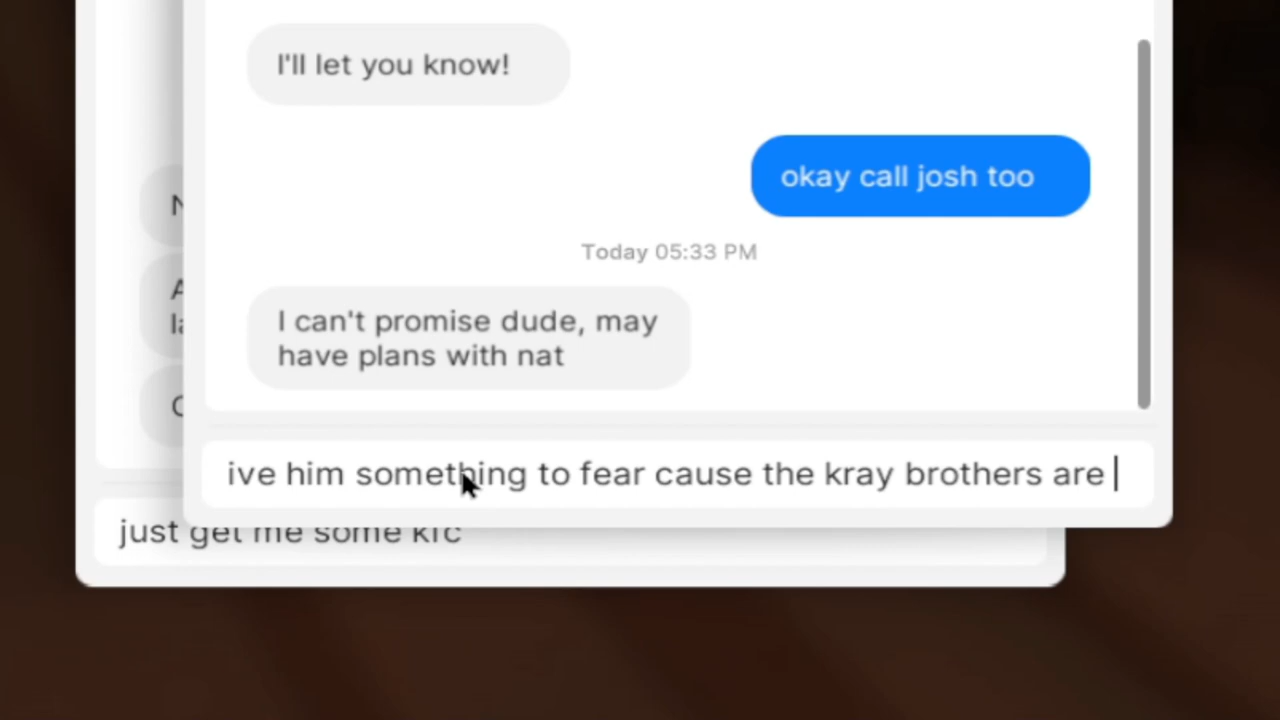 I'll let you know!
okay call josh too
Today 05:33 PM
I can't promise dude, may
have plans with nat
ive him something to fear cause the kray brothers are
just get me some kfc